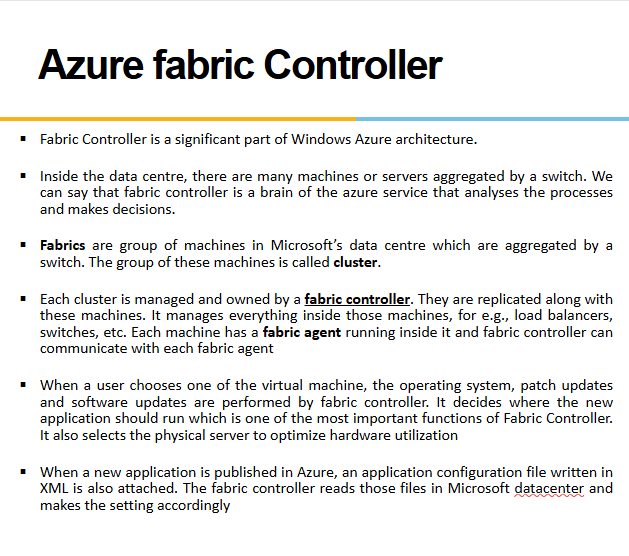 Azure fabric Controller
▪ Fabric Controller is a significant part of Windows Azure architecture.
▪ Inside the data centre, there are many machines or servers aggregated by a switch. We
can say that fabric controller is a brain of the azure service that analyses the processes
and makes decisions.
▪ Fabrics are group of machines in Microsoft’s data centre which are aggregated by a
switch. The group of these machines is called cluster.
▪ Each cluster is managed and owned by a fabric controller. They are replicated along with
these machines. It manages everything inside those machines, for e.g., load balancers,
switches, etc. Each machine has a fabric agent running inside it and fabric controller can
communicate with each fabric agent
▪ When a user chooses one of the virtual machine, the operating system, patch updates
and software updates are performed by fabric controller. It decides where the new
application should run which is one of the most important functions of Fabric Controller.
It also selects the physical server to optimize hardware utilization
▪ When a new application is published in Azure, an application configuration file written in
XML is also attached. The fabric controller reads those files in Microsoft datacenter and
makes the setting accordingly